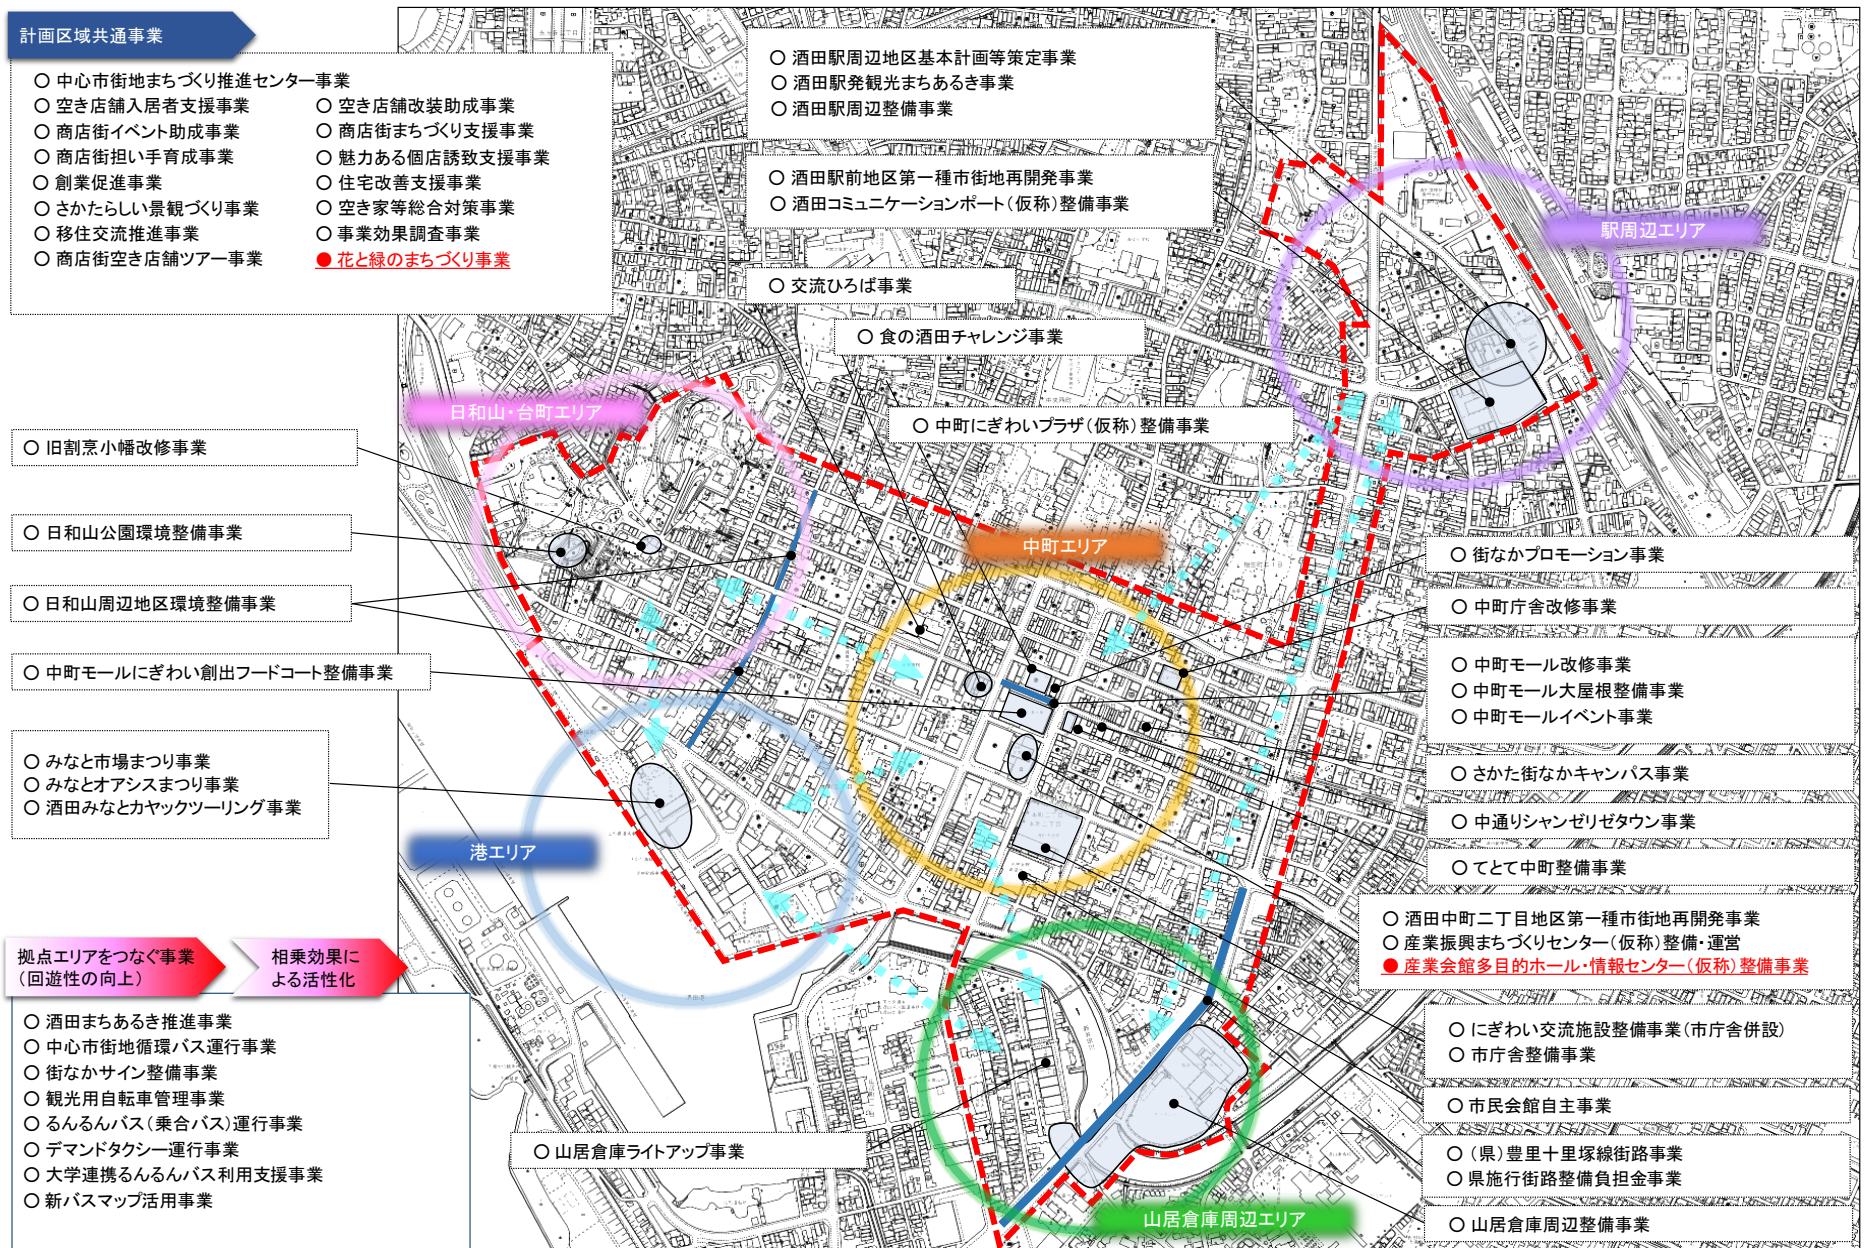 計画区域共通事業
○ 中心市街地まちづくり推進センター事業
○ 空き店舗入居者支援事業
○ 空き店舗改装助成事業
○ 商店街イベント助成事業
○ 商店街まちづくり支援事業
○ 商店街担い手育成事業
○ 魅力ある個店誘致支援事業
○ 創業促進事業
○ 住宅改善支援事業
○ さかたらしい景観づくり事業
○ 空き家等総合対策事業
○ 移住交流推進事業
○ 事業効果調査事業
○ 商店街空き店舗ツアー事業
● 花と緑のまちづくり事業
○ 酒田駅周辺地区基本計画等策定事業
○ 酒田駅発観光まちあるき事業
○ 酒田駅周辺整備事業
○ 酒田駅前地区第一種市街地再開発事業
○ 酒田コミュニケーションポート(仮称)整備事業
○ 交流ひろば事業
○ 食の酒田チャレンジ事業
○ 中町にぎわいプラザ(仮称)整備事業
駅周辺エリア
日和山・台町エリア
中町エリア
港エリア
山居倉庫周辺エリア
○ 旧割烹小幡改修事業
○ 日和山公園環境整備事業
○ 日和山周辺地区環境整備事業
○ 中町モールにぎわい創出フードコート整備事業
○ みなと市場まつり事業
○ みなとオアシスまつり事業
○ 酒田みなとカヤックツーリング事業
拠点エリアをつなぐ事業
(回遊性の向上)
相乗効果に
よる活性化
○ 酒田まちあるき推進事業
○ 中心市街地循環バス運行事業
○ 街なかサイン整備事業
○ 観光用自転車管理事業
○ るんるんバス(乗合バス)運行事業
○ デマンドタクシー運行事業
○ 大学連携るんるんバス利用支援事業
○ 新バスマップ活用事業
○ 山居倉庫ライトアップ事業
○ 街なかプロモーション事業
○ 中町庁舎改修事業
○ 中町モール改修事業
○ 中町モール大屋根整備事業
○ 中町モールイベント事業
○ さかた街なかキャンパス事業
○ 中通りシャンゼリゼタウン事業
○ てとて中町整備事業
○ 酒田中町二丁目地区第一種市街地再開発事業
○ 産業振興まちづくりセンター(仮称)整備・運営
● 産業会館多目的ホール・情報センター(仮称)整備事業
○ にぎわい交流施設整備事業(市庁舎併設)
○ 市庁舎整備事業
○ 市民会館自主事業
○ (県)豊里十里塚線街路事業
○ 県施行街路整備負担金事業
○ 山居倉庫周辺整備事業